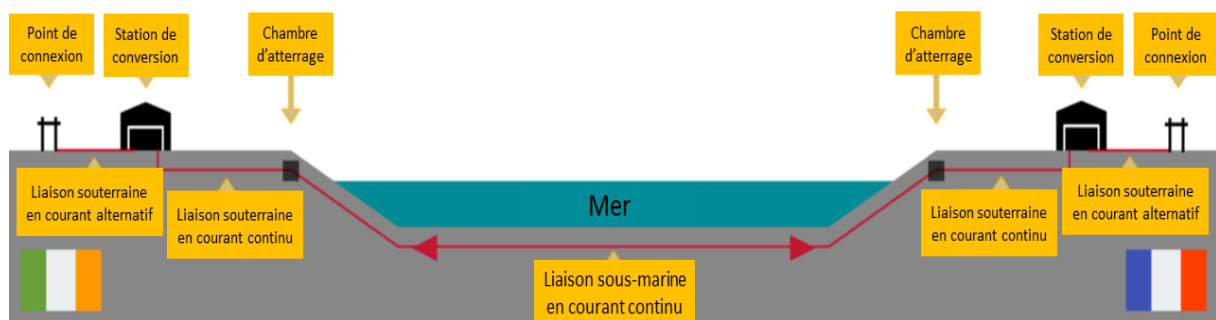 Point de
connexion
Station de
conversion
Chambre
d'atterrage
Chambre
d'atterrage
Station de
conversion
Point de
connexion
Liaison souterraine
en courant alternatif
Liaison souterraine
en courant continu
Mer
Liaison sous-marine
en courant continu
Liaison souterraine
en courant continu
Liaison souterraine
en courant alternatif